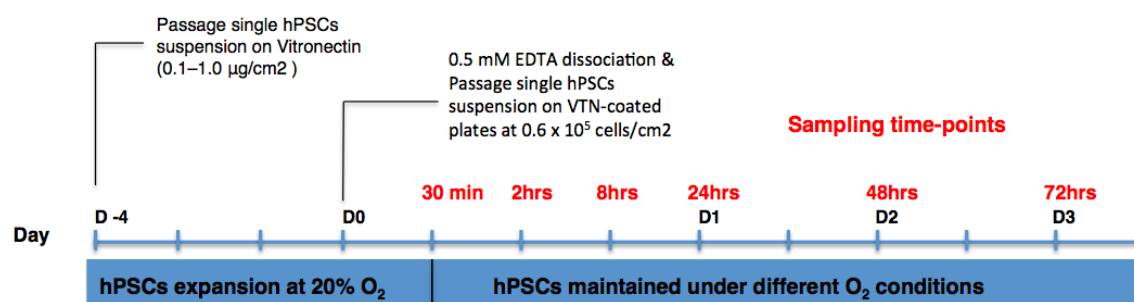 Passage single hPSCs
suspension on Vitronectin
(0.1–1.0 µg/cm2 )
0.5 mM EDTA dissociation &
Passage single hPSCs
suspension on VTN-coated
plates at 0.6 x 10⁵ cells/cm2
Sampling time-points
30 min 2hrs 8hrs 24hrs 48hrs 72hrs
D -4 D0 D1 D2 D3
Day
hPSCs expansion at 20% O₂ hPSCs maintained under different O₂ conditions